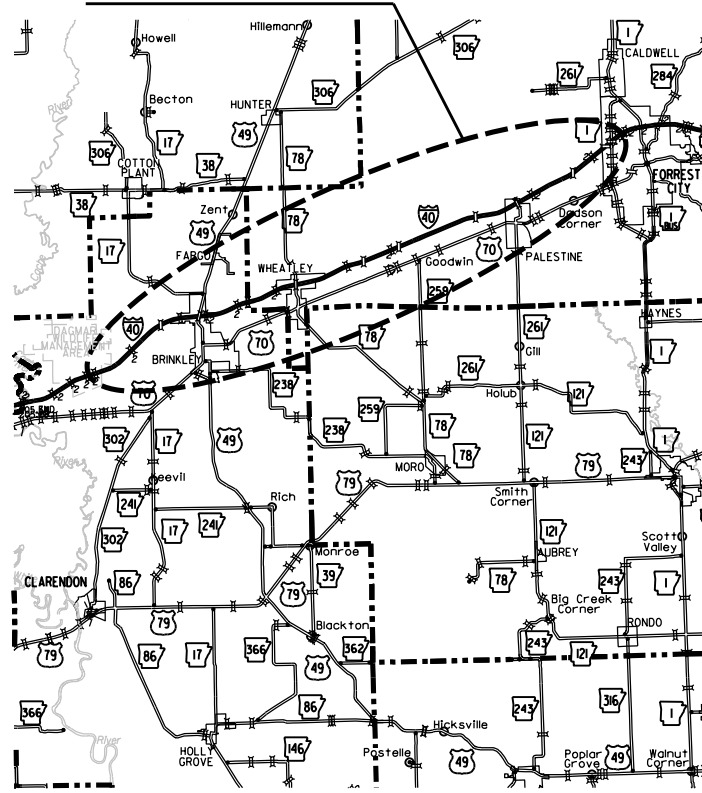 Hillemann
1
Howell
306
CALDWELL
306
261
284
Becton
River
HUNTER
49
1
306
17
78
COTTON
PLANT
38
FORREST
CITY
38
Zent
78
40
Dodson
Corner
1
BUS
17
49
FARGO
70
PALESTINE
WHEATLEY
Goodwin
258
40
DAGMAR
WILDLIFE
MANAGEMENT
AREA
70
78
261
HAYNES
BRINKLEY
Gill
1
261
70
238
Holub
121
302
17
49
259
238
78
121
1
River
MORO
78
79
243
241
79
Smith
Corner
Rich
302
17
241
121
Scott
Valley
Monroe
AUBREY
CLARENDON
86
39
78
243
1
79
Big Creek
Corner
79
Blackton
RONDO
79
86
17
366
49
362
243
121
366
86
243
316
1
River
Hicksville
HOLLY
GROVE
146
Postelle
49
Poplar
Grove
49
Walnut
Corner